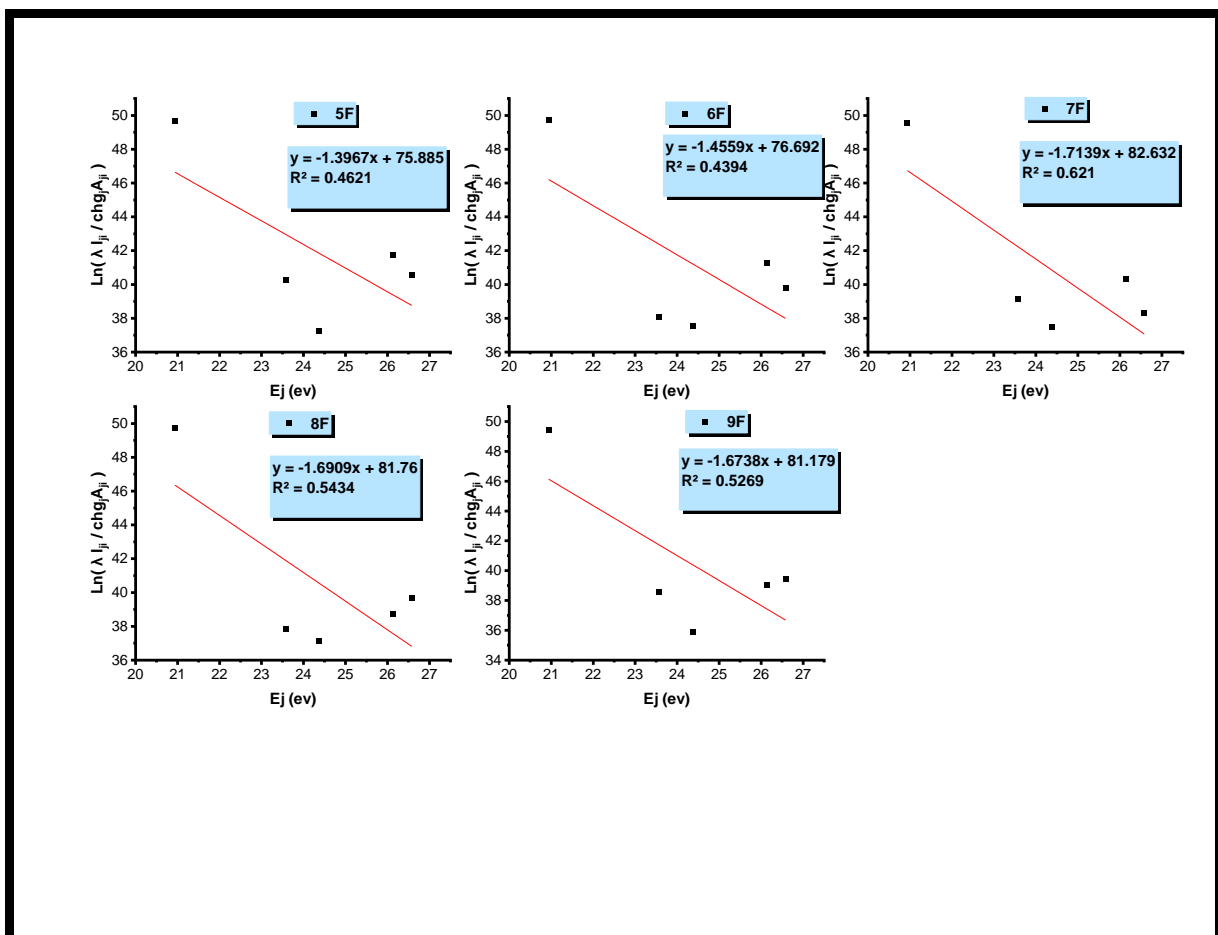 5F
y = -1.3967x + 75.885
R² = 0.4621
Ln( λ Iji / chgjAji )
50
48
46
44
42
40
38
36
20 21 22 23 24 25 26 27
Ej (ev)
6F
y = -1.4559x + 76.692
R² = 0.4394
Ln( λ Iji / chgjAji )
50
48
46
44
42
40
38
36
20 21 22 23 24 25 26 27
Ej (ev)
7F
y = -1.7139x + 82.632
R² = 0.621
Ln( λ Iji / chgjAji )
50
48
46
44
42
40
38
36
20 21 22 23 24 25 26 27
Ej (ev)
8F
y = -1.6909x + 81.76
R² = 0.5434
Ln( λ Iji / chgjAji )
50
48
46
44
42
40
38
36
20 21 22 23 24 25 26 27
Ej (ev)
9F
y = -1.6738x + 81.179
R² = 0.5269
Ln( λ Iji / chgjAji )
50
48
46
44
42
40
38
36
34
20 21 22 23 24 25 26 27
Ej (ev)